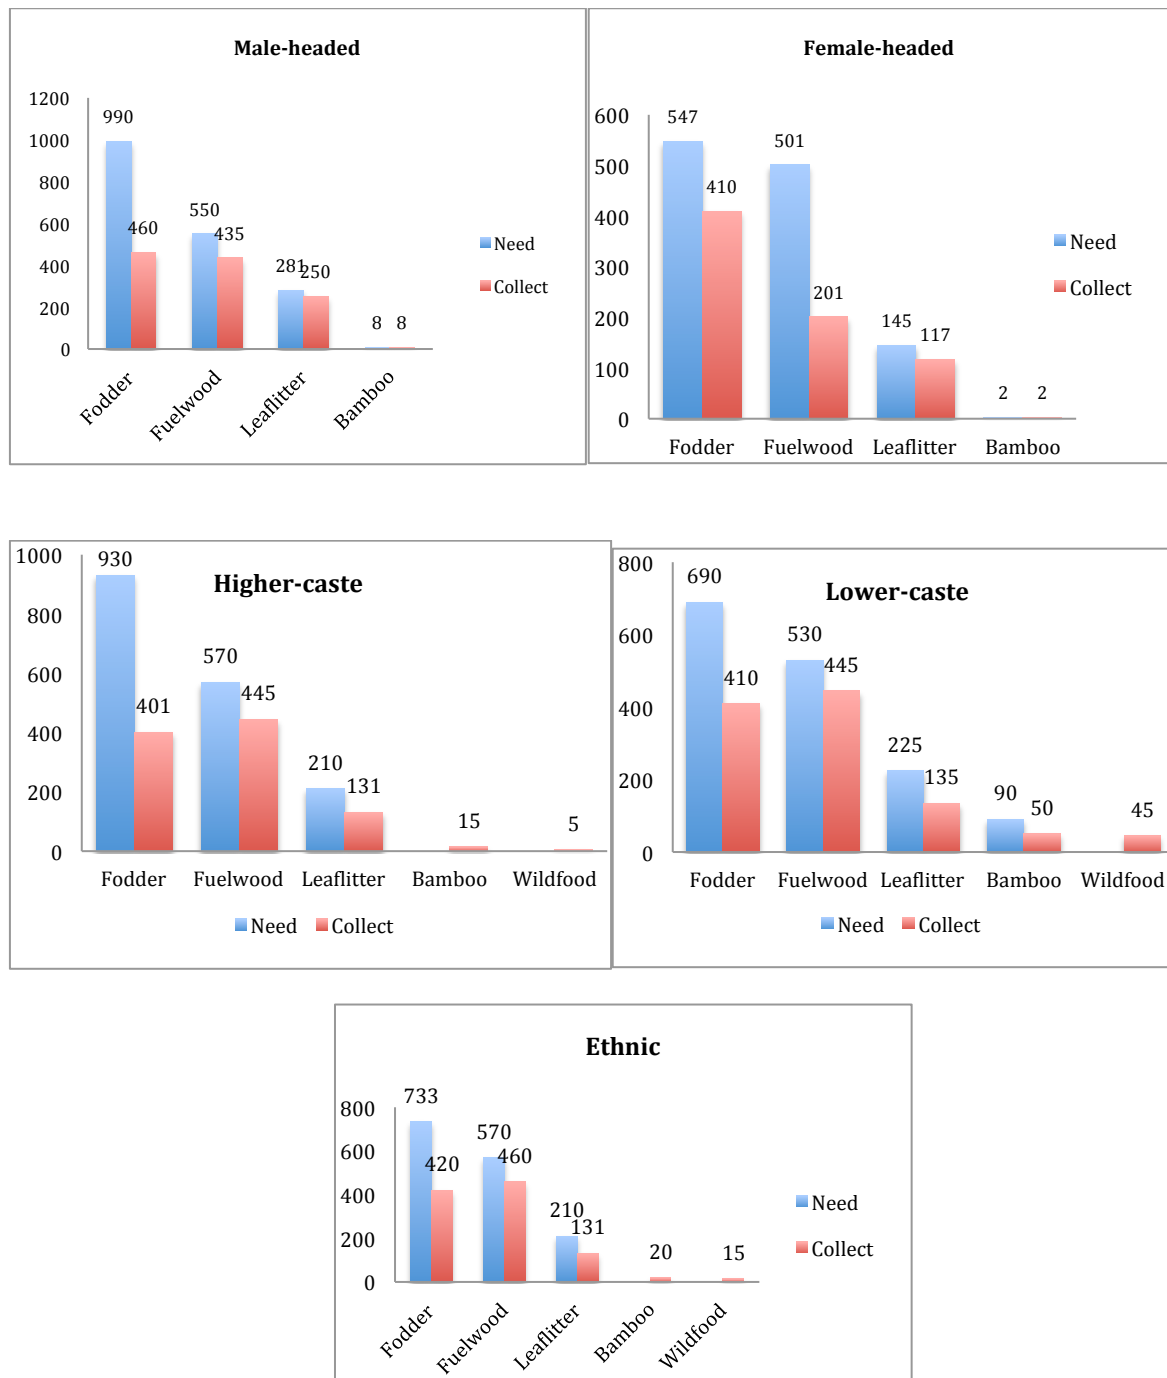 Male-headed
1200
1000
800
600
400
200
0
990
460
550
435
281
250
8 8
Fodder
Fuelwood
Leaflitter
Bamboo
Need
Collect
Female-headed
600
500
400
300
200
100
0
547
410
501
201
145
117
2 2
Fodder Fuelwood Leaflitter Bamboo
Need
Collect
Higher-caste
1000
800
600
400
200
0
930
401
570
445
210
131
15
5
Fodder Fuelwood Leaflitter Bamboo Wildfood
Need Collect
Lower-caste
800
600
400
200
0
690
410
530
445
225
135
90
50
45
Fodder Fuelwood Leaflitter Bamboo Wildfood
Need Collect
Ethnic
800
600
400
200
0
733
420
570
460
210
131
20
15
Fodder
Fuelwood
Leaflitter
Bamboo
Wildfood
Need
Collect